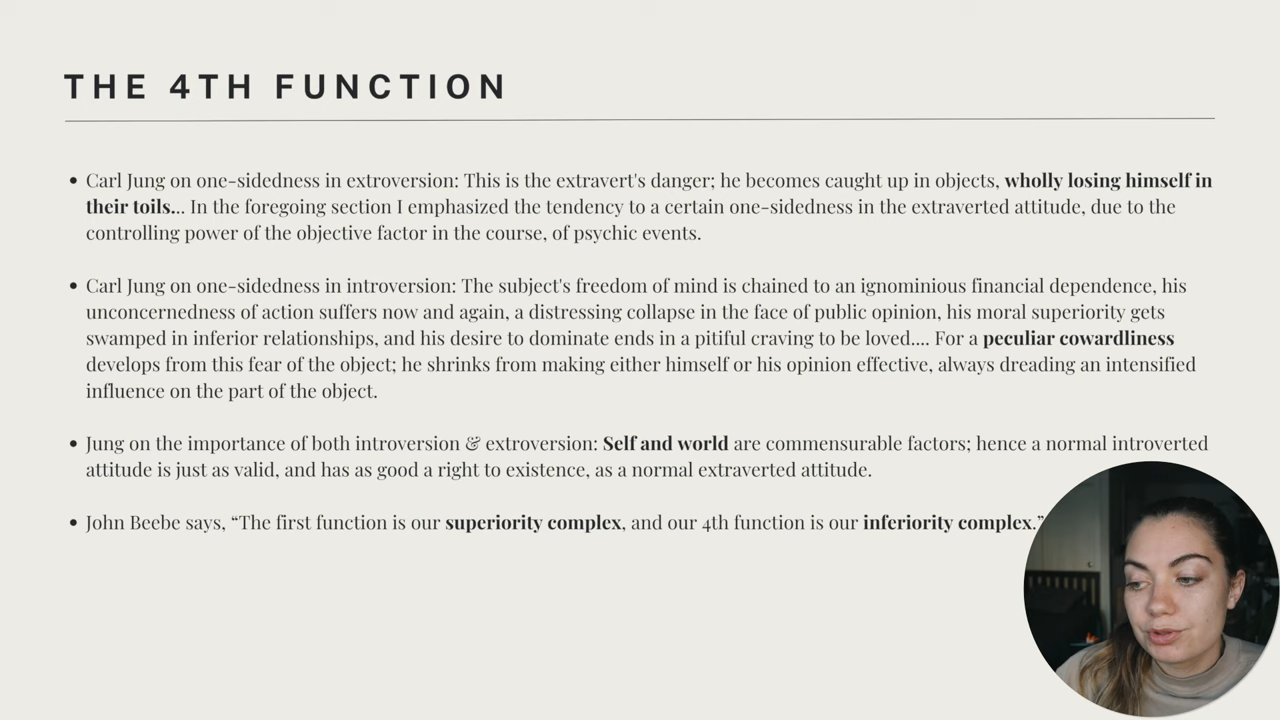 THE 4TH FUNCTION
• Carl Jung on one-sidedness in extroversion: This is the extravert's danger; he becomes caught up in objects, wholly losing himself in
their toils... In the foregoing section I emphasized the tendency to a certain one-sidedness in the extraverted attitude, due to the
controlling power of the objective factor in the course, of psychic events.
• Carl Jung on one-sidedness in introversion: The subject's freedom of mind is chained to an ignominious financial dependence, his
unconcernedness of action suffers now and again, a distressing collapse in the face of public opinion, his moral superiority gets
swamped in inferior relationships, and his desire to dominate ends in a pitiful craving to be loved.... For a peculiar cowardliness
develops from this fear of the object; he shrinks from making either himself or his opinion effective, always dreading an intensified
influence on the part of the object.
• Jung on the importance of both introversion & extroversion: Self and world are commensurable factors; hence a normal introverted
attitude is just as valid, and has as good a right to existence, as a normal extraverted attitude.
• John Beebe says, “The first function is our superiority complex, and our 4th function is our inferiority complex.”